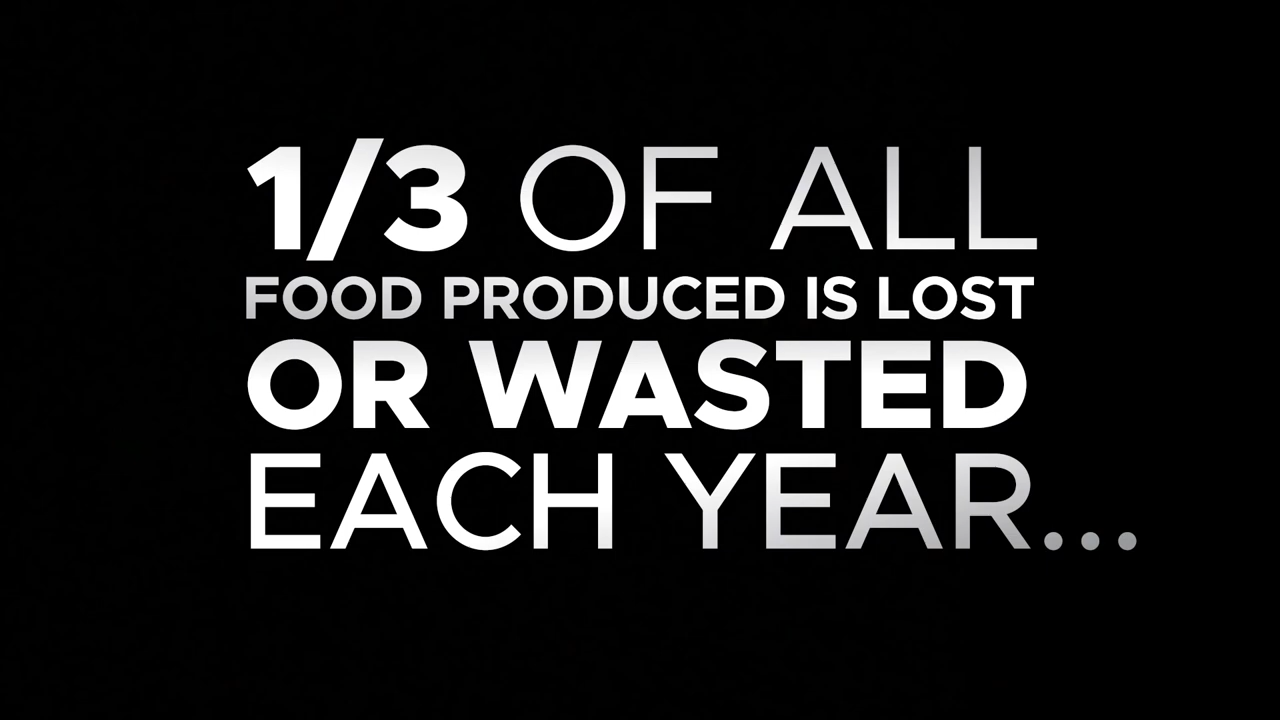 1/3 OF ALL
FOOD PRODUCED IS LOST
OR WASTED
EACH YEAR...